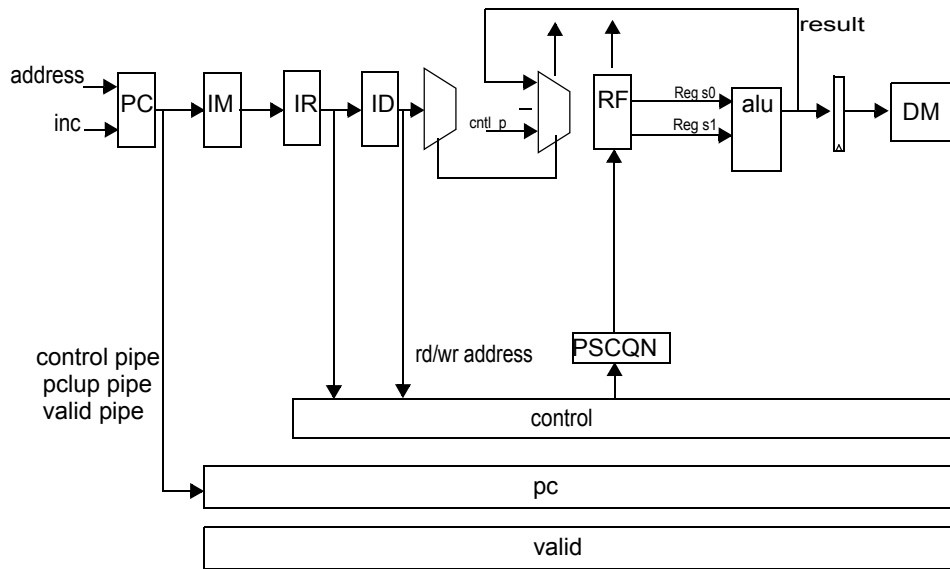 result
address
PC
IM
IR
ID
RF
Reg s0
alu
DM
inc
cntl_p
Reg s1
PSCQN
control pipe
rd/wr address
pclup pipe
valid pipe
control
pc
valid